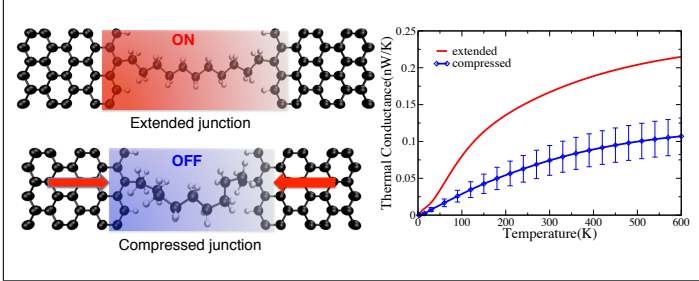 ON
Extended junction
OFF
Compressed junction
Thermal Conductance(nW/K)
0.25
0.2
0.15
0.1
0.05
0
extended
compressed
0 100 200 300 400 500 600
Temperature(K)